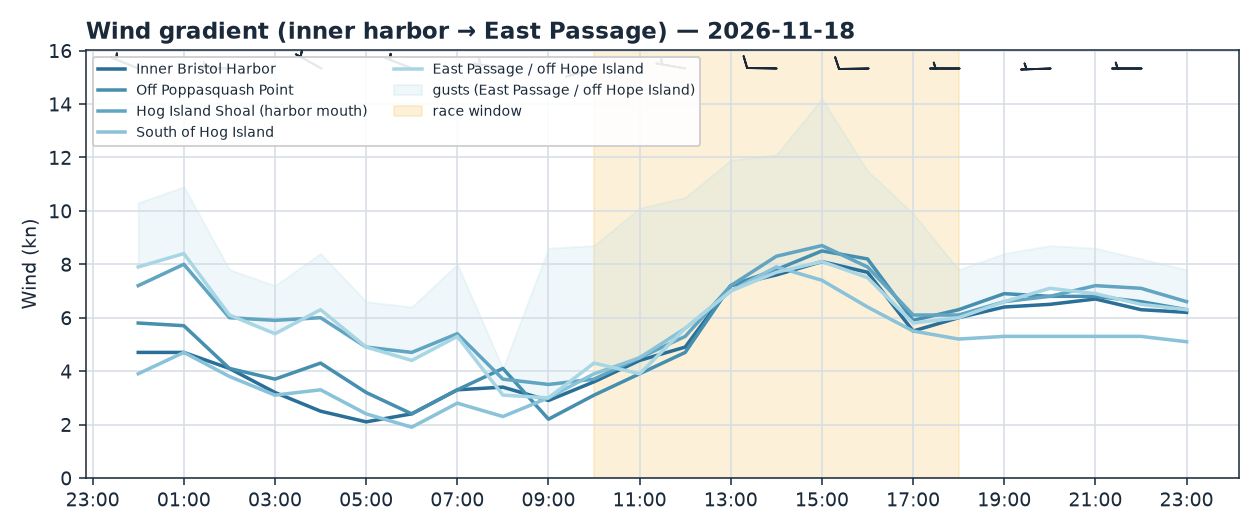 Wind gradient (inner harbor → East Passage) — 2026-11-18
Wind (kn)
16
14
12
10
8
6
4
2
0
Inner Bristol Harbor
Off Poppasquash Point
Hog Island Shoal (harbor mouth)
South of Hog Island
East Passage / off Hope Island
gusts (East Passage / off Hope Island)
race window
23:00 01:00 03:00 05:00 07:00 09:00 11:00 13:00 15:00 17:00 19:00 21:00 23:00